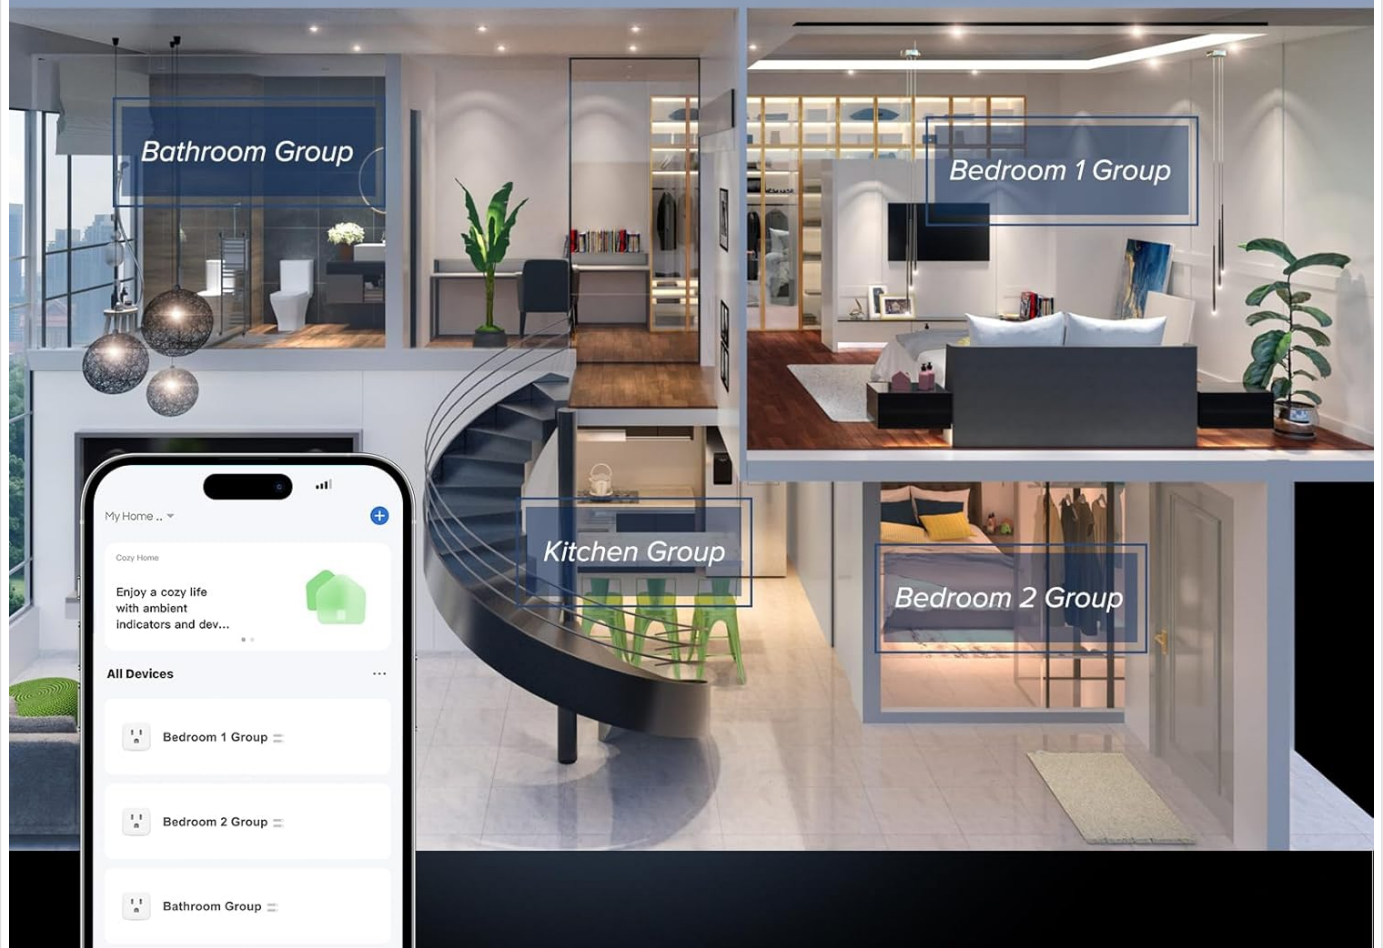 Bathroom Group
Bedroom 1 Group
Kitchen Group
Bedroom 2 Group
My Home ..
Cozy Home
Enjoy a cozy life
with ambient
indicators and dev...
All Devices
Bedroom 1 Group
Bedroom 2 Group
Bathroom Group